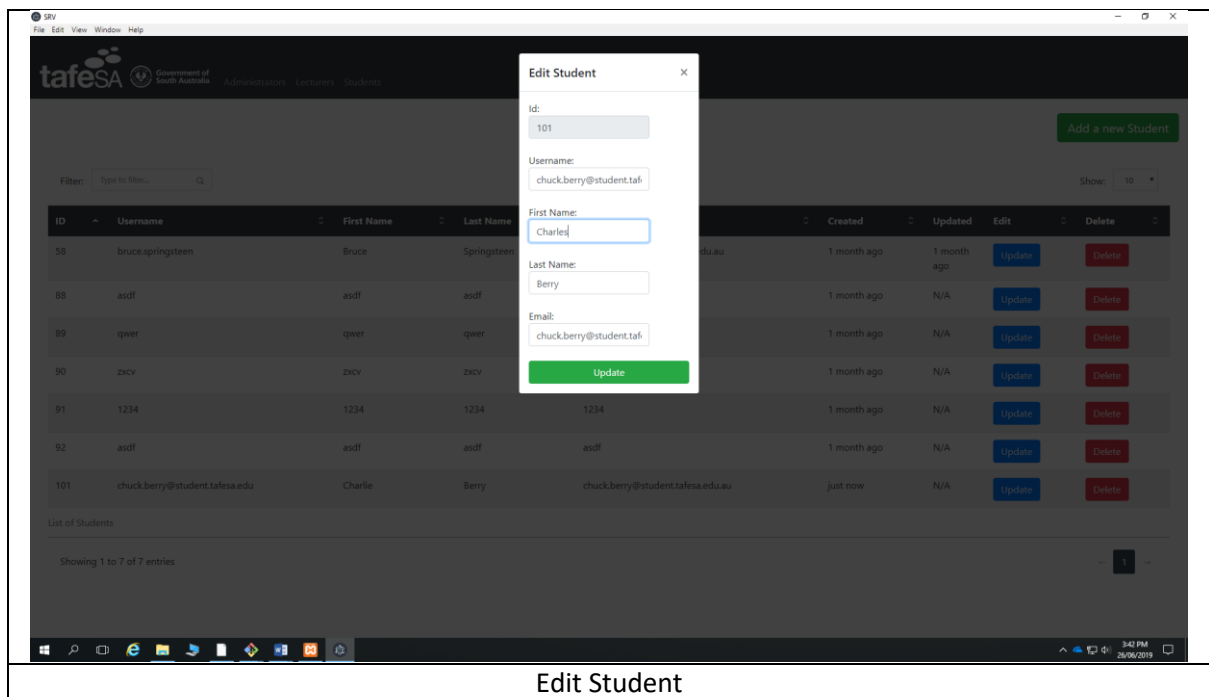 SRV
File Edit View Window Help
tafeSA Government of South Australia Administrators Lecturers Students
Edit Student ×
Id:
101
Username:
chuck.berry@student.taf
First Name:
Charles
Last Name:
Berry
Email:
chuck.berry@student.taf
Update
Add a new Student
Filter: Type to filter...
Show: 10
ID Username First Name Last Name Created Updated Edit Delete
58 bruce.springsteen Bruce Springsteen du.au 1 month ago 1 month ago Update Delete
88 asdf asdf asdf 1 month ago N/A Update Delete
89 qwer qwer qwer 1 month ago N/A Update Delete
90 zxcv zxcv zxcv 1 month ago N/A Update Delete
91 1234 1234 1234 1234 1 month ago N/A Update Delete
92 asdf asdf asdf asdf 1 month ago N/A Update Delete
101 chuck.berry@student.tafesa.edu Charlie Berry chuck.berry@student.tafesa.edu.au just now N/A Update Delete
List of Students
Showing 1 to 7 of 7 entries
1
3:42 PM
26/06/2019
Edit Student